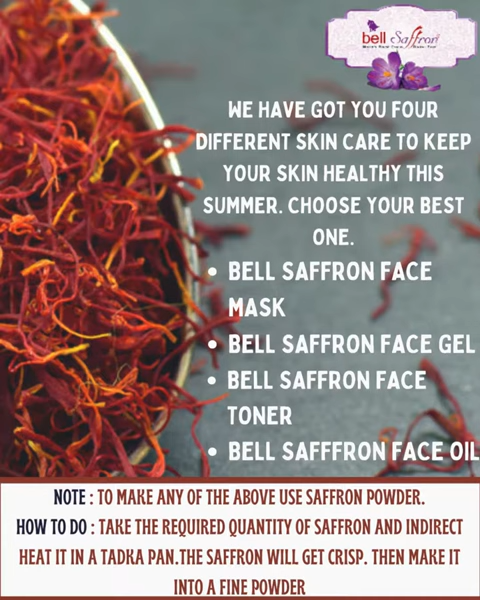 bell Saffron
WE HAVE GOT YOU FOUR
DIFFERENT SKIN CARE TO KEEP
YOUR SKIN HEALTHY THIS
SUMMER. CHOOSE YOUR BEST
ONE.
• BELL SAFFRON FACE
MASK
• BELL SAFFRON FACE GEL
• BELL SAFFRON FACE
TONER
• BELL SAFFFRON FACE OIL
NOTE : TO MAKE ANY OF THE ABOVE USE SAFFRON POWDER.
HOW TO DO : TAKE THE REQUIRED QUANTITY OF SAFFRON AND INDIRECT
HEAT IT IN A TADKA PAN.THE SAFFRON WILL GET CRISP. THEN MAKE IT
INTO A FINE POWDER